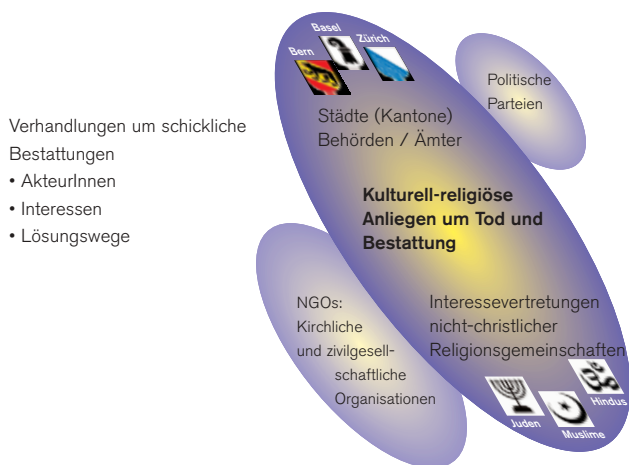 Verhandlungen um schickliche
Bestattungen
• AkteurInnen
• Interessen
• Lösungswege
Basel
Zürich
Bern
Städte (Kantone)
Behörden / Ämter
Politische
Parteien
Kulturell-religiöse
Anliegen um Tod und
Bestattung
NGOs:
Kirchliche
und zivilgesell-
schaftliche
Organisationen
Interessevertretungen
nicht-christlicher
Religionsgemeinschaften
Juden
Muslime
Hindus
ॐ